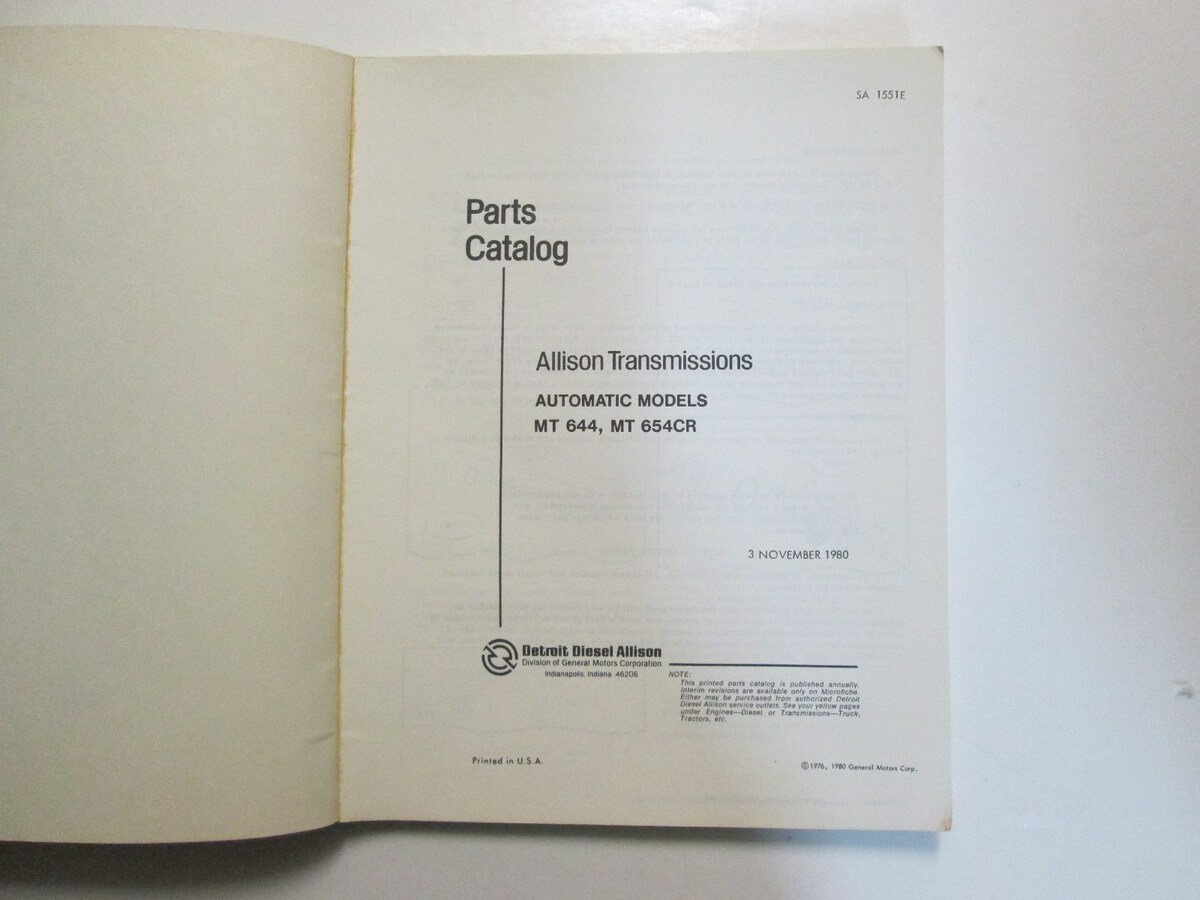 SA 1551E
Parts
Catalog
Allison Transmissions
AUTOMATIC MODELS
MT 644, MT 654CR
3 NOVEMBER 1980
Detroit Diesel Allison
Division of General Motors Corporation
Indianapolis, Indiana 46206
NOTE:
This printed parts catalog is published annually.
Interim revisions are available only on Microfiche.
Either may be purchased from authorized Detroit
Diesel Allison service outlets. See your yellow pages
under Engines—Diesel or Transmissions—Truck,
Tractors, etc.
Printed in U.S.A.
©1976, 1980 General Motors Corp.